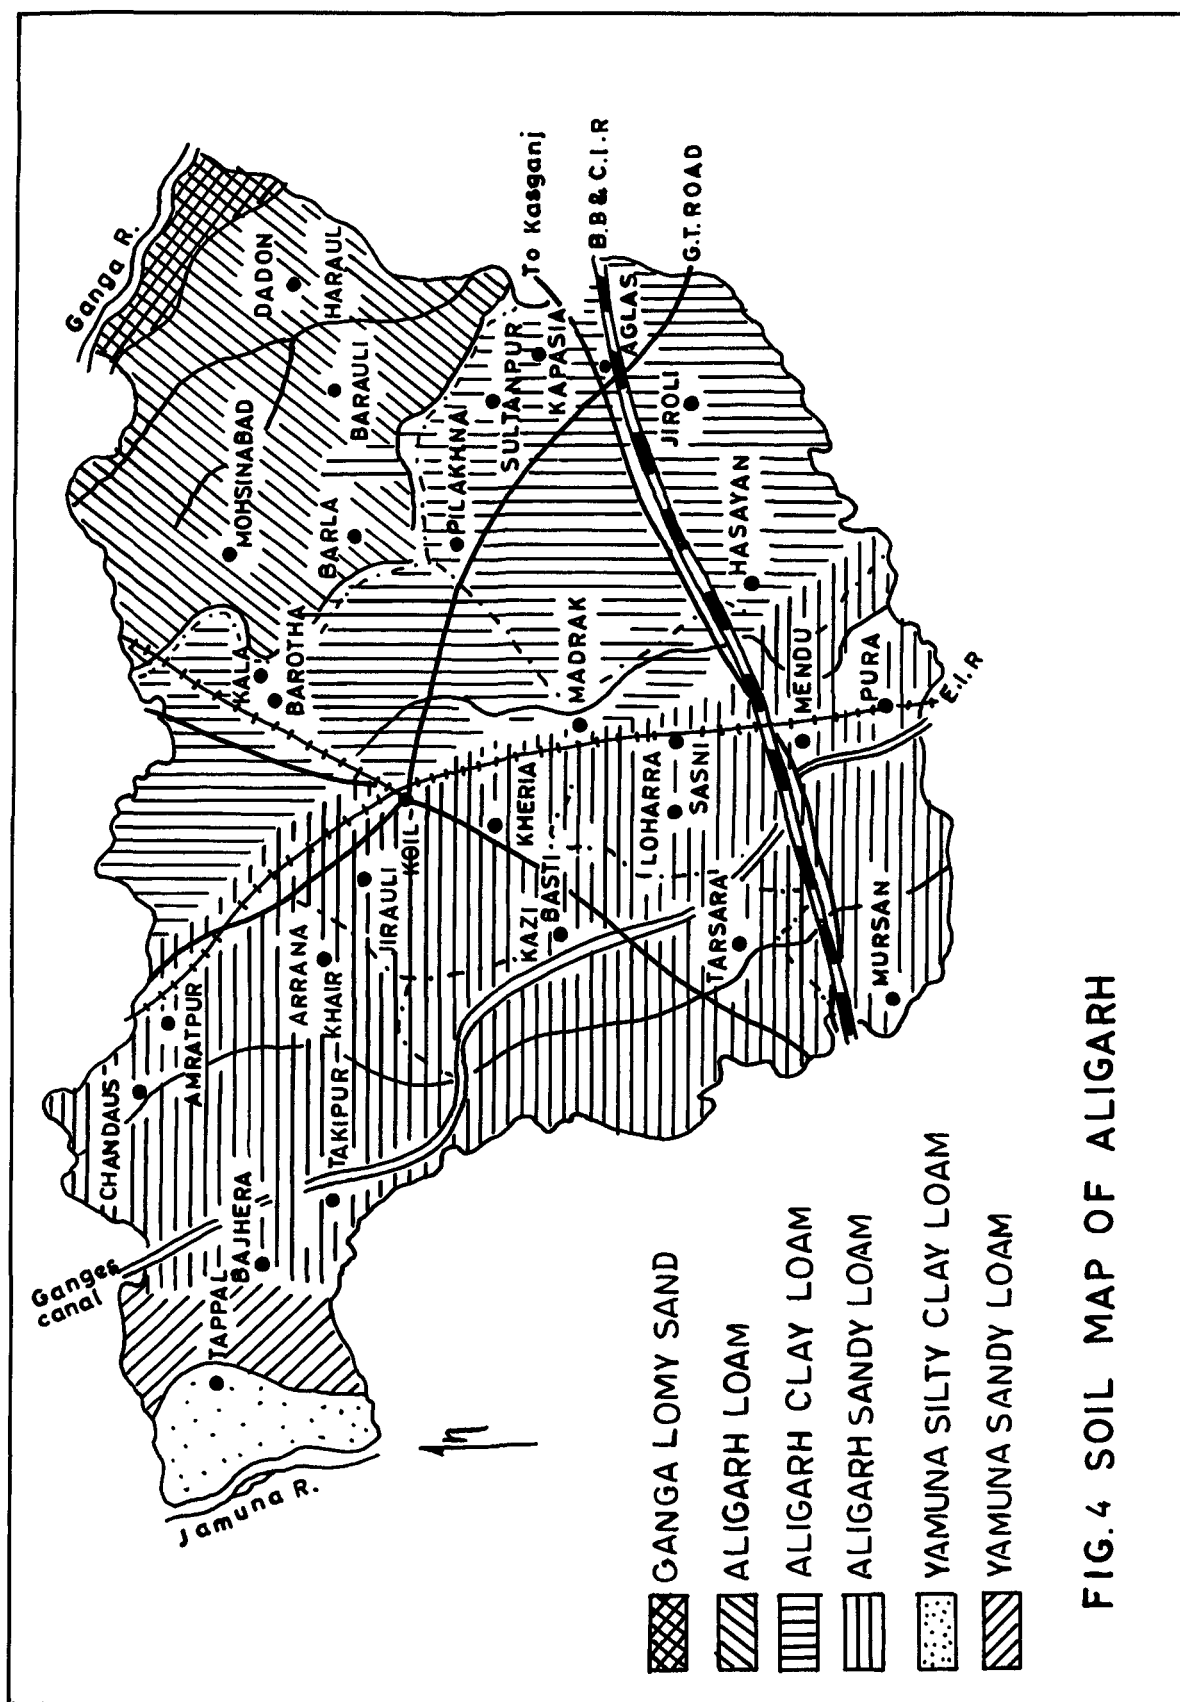 Ganga R.
DADON
HARAUL
MOHSINABAD
BARAULI
BARLA
KALA
BAROTHA
PILAKHNA
SULTANPUR
KAPASIA
To Kasganj
B.B & C.I.R
AGLAS
G.T.ROAD
JIROLI
HASAYAN
MADRAK
MENDU
PURA
E.I.R
KOIL
KHERIA
LOHARRA
SASNI
JIRAULI
KAZI
BASTI
TARSARA
MURSAN
ARRANA
KHAIR
AMRATPUR
CHANDAUS
TAKIPUR
BAJHERA
Ganges
canal
TAPPAL
Jamuna R.
n
GANGA LOMY SAND
ALIGARH LOAM
ALIGARH CLAY LOAM
ALIGARH SANDY LOAM
YAMUNA SILTY CLAY LOAM
YAMUNA SANDY LOAM
FIG.4 SOIL MAP OF ALIGARH